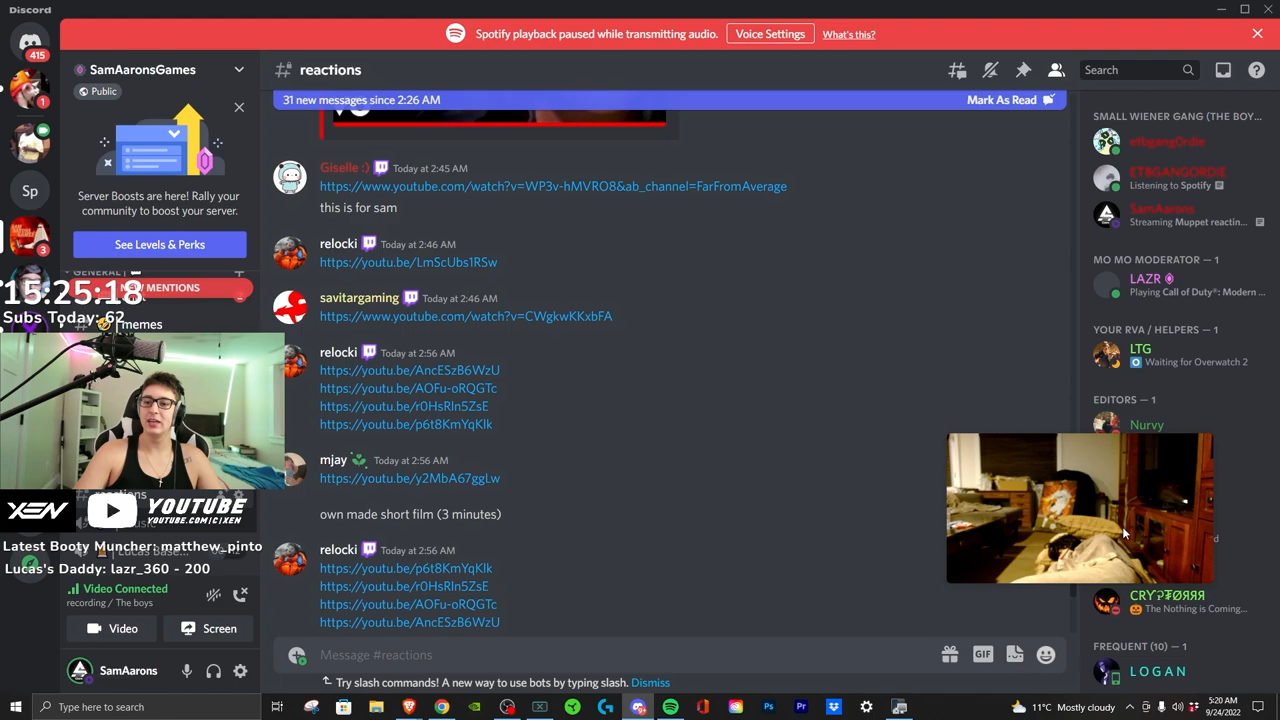 Discord
Spotify playback paused while transmitting audio.
Voice Settings
What's this?
415
1
Sp
3
SamAaronsGames
Public
Server Boosts are here! Rally your
community to boost your server.
See Levels & Perks
GENERAL
NEW MENTIONS
memes
15:25:18
Subs Today: 62
reactions
XEN
YOUTUBE
YOUTUBE.COM/C/XEN
Latest Booty Muncher: matthew_pinto
Lucas's Daddy: lazr_360 - 200
Video Connected
recording / The boys
Video
Screen
SamAarons
reactions
Search
31 new messages since 2:26 AM
Mark As Read
Giselle :) Today at 2:45 AM
https://www.youtube.com/watch?v=WP3v-hMVRO8&ab_channel=FarFromAverage
this is for sam
relocki Today at 2:46 AM
https://youtu.be/LmScUbs1RSw
savitargaming Today at 2:46 AM
https://www.youtube.com/watch?v=CWgkwKKxbFA
relocki Today at 2:56 AM
https://youtu.be/AncESzB6WzU
https://youtu.be/AOFu-oRQGTc
https://youtu.be/r0HsRln5ZsE
https://youtu.be/p6t8KmYqKlk
mjay Today at 2:56 AM
https://youtu.be/y2MbA67ggLw
own made short film (3 minutes)
relocki Today at 2:56 AM
https://youtu.be/p6t8KmYqKlk
https://youtu.be/r0HsRln5ZsE
https://youtu.be/AOFu-oRQGTc
https://youtu.be/AncESzB6WzU
Message #reactions
GIF
Try slash commands! A new way to use bots by typing slash. Dismiss
SMALL WIENER GANG (THE BOY...
etbgangOrdie
ETBGANGORDIE
Listening to Spotify
SamAarons
Streaming Muppet reactin...
MO MO MODERATOR — 1
LAZR
Playing Call of Duty®: Modern ...
YOUR RVA / HELPERS — 1
LTG
Waiting for Overwatch 2
EDITORS — 1
Nurvy
The Nothing is Coming...
FREQUENT (10) — 1
L O G A N
Type here to search
11°C Mostly cloudy
5:20 AM
9/24/2022